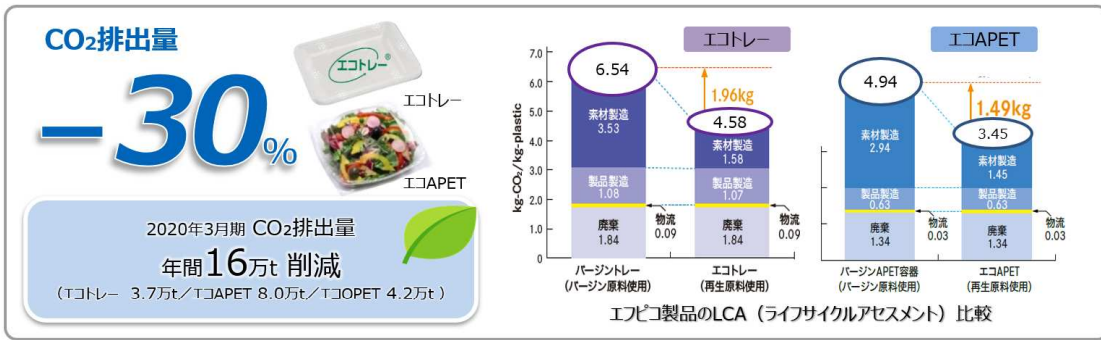 CO₂排出量
−30%
エコトレー®
エコトレー
エコAPET
2020年3月期 CO₂排出量
年間16万t 削減
(エコトレー 3.7万t/エコAPET 8.0万t/エコOPET 4.2万t )
エコトレー
kg-CO₂/kg-plastic
7.0
6.0
5.0
4.0
3.0
2.0
1.0
0
6.54
1.96kg
4.58
素材製造
3.53
素材製造
1.58
製品製造
1.08
製品製造
1.07
物流
0.09
物流
0.09
廃棄
1.84
廃棄
1.84
バージントレー
(バージン原料使用)
エコトレー
(再生原料使用)
エコAPET
4.94
1.49kg
3.45
素材製造
2.94
素材製造
1.45
製品製造
0.63
製品製造
0.63
物流
0.03
物流
0.03
廃棄
1.34
廃棄
1.34
バージンAPET容器
(バージン原料使用)
エコAPET
(再生原料使用)
エフピコ製品のLCA(ライフサイクルアセスメント)比較